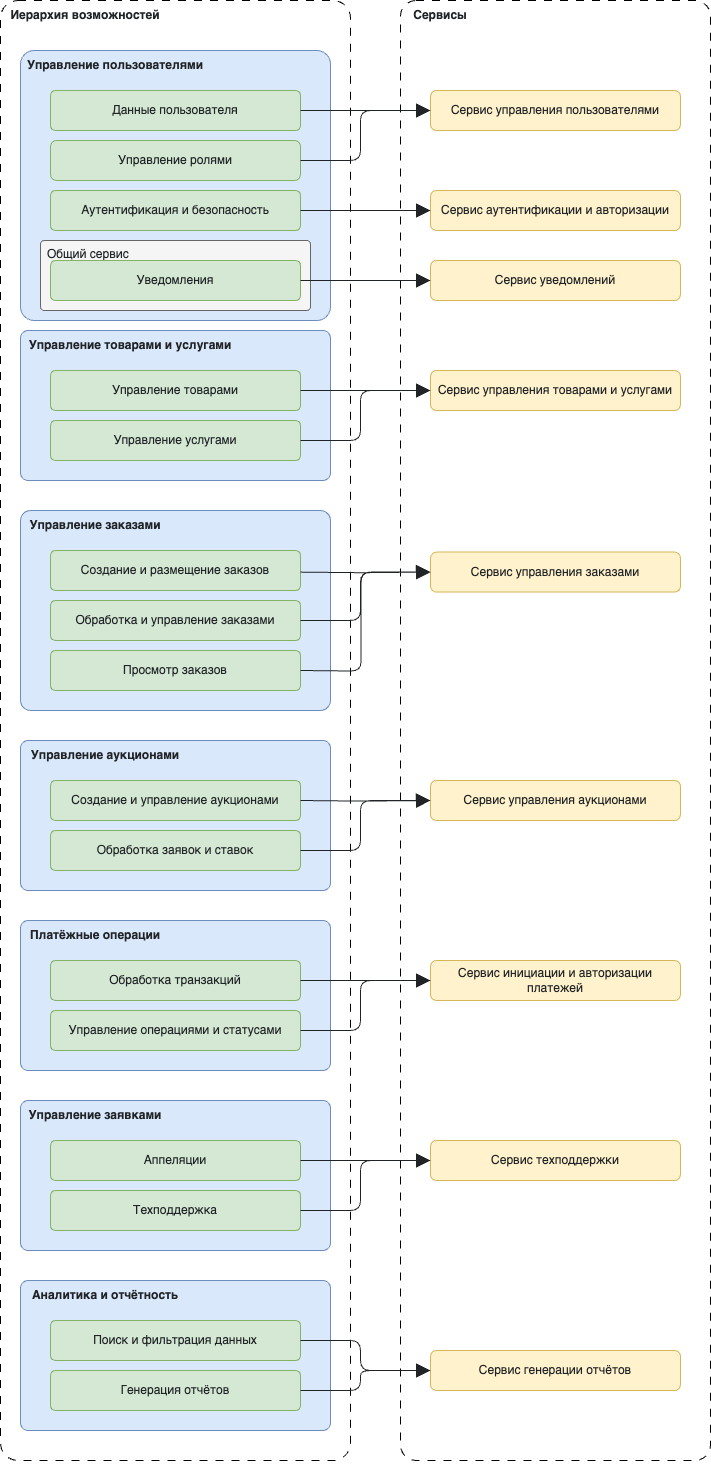 Иерархия возможностей
Сервисы
Управление пользователями
Данные пользователя
Сервис управления пользователями
Управление ролями
Аутентификация и безопасность
Сервис аутентификации и авторизации
Общий сервис
Уведомления
Сервис уведомлений
Управление товарами и услугами
Управление товарами
Сервис управления товарами и услугами
Управление услугами
Управление заказами
Создание и размещение заказов
Сервис управления заказами
Обработка и управление заказами
Просмотр заказов
Управление аукционами
Создание и управление аукционами
Сервис управления аукционами
Обработка заявок и ставок
Платёжные операции
Обработка транзакций
Сервис инициации и авторизации
платежей
Управление операциями и статусами
Управление заявками
Аппеляции
Сервис техподдержки
Техподдержка
Аналитика и отчётность
Поиск и фильтрация данных
Сервис генерации отчётов
Генерация отчётов